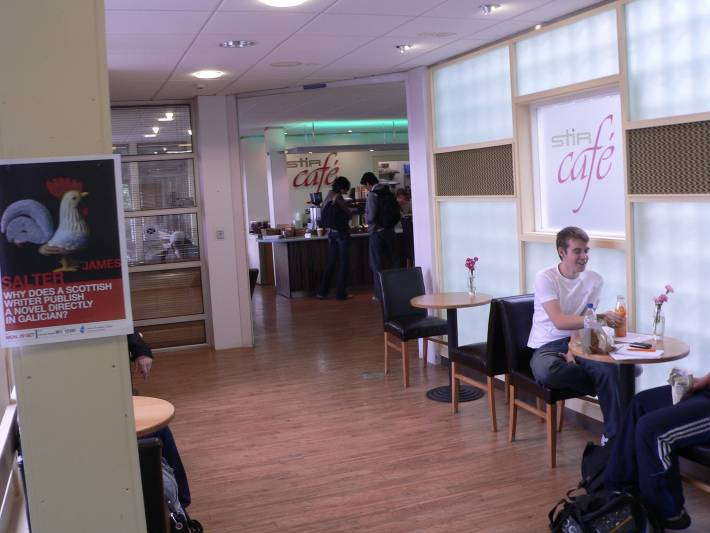 stir
café
stir
café
SALTER
JAMES
WHY DOES A SCOTTISH
WRITER PUBLISH
A NOVEL DIRECTLY
IN GALICIAN?